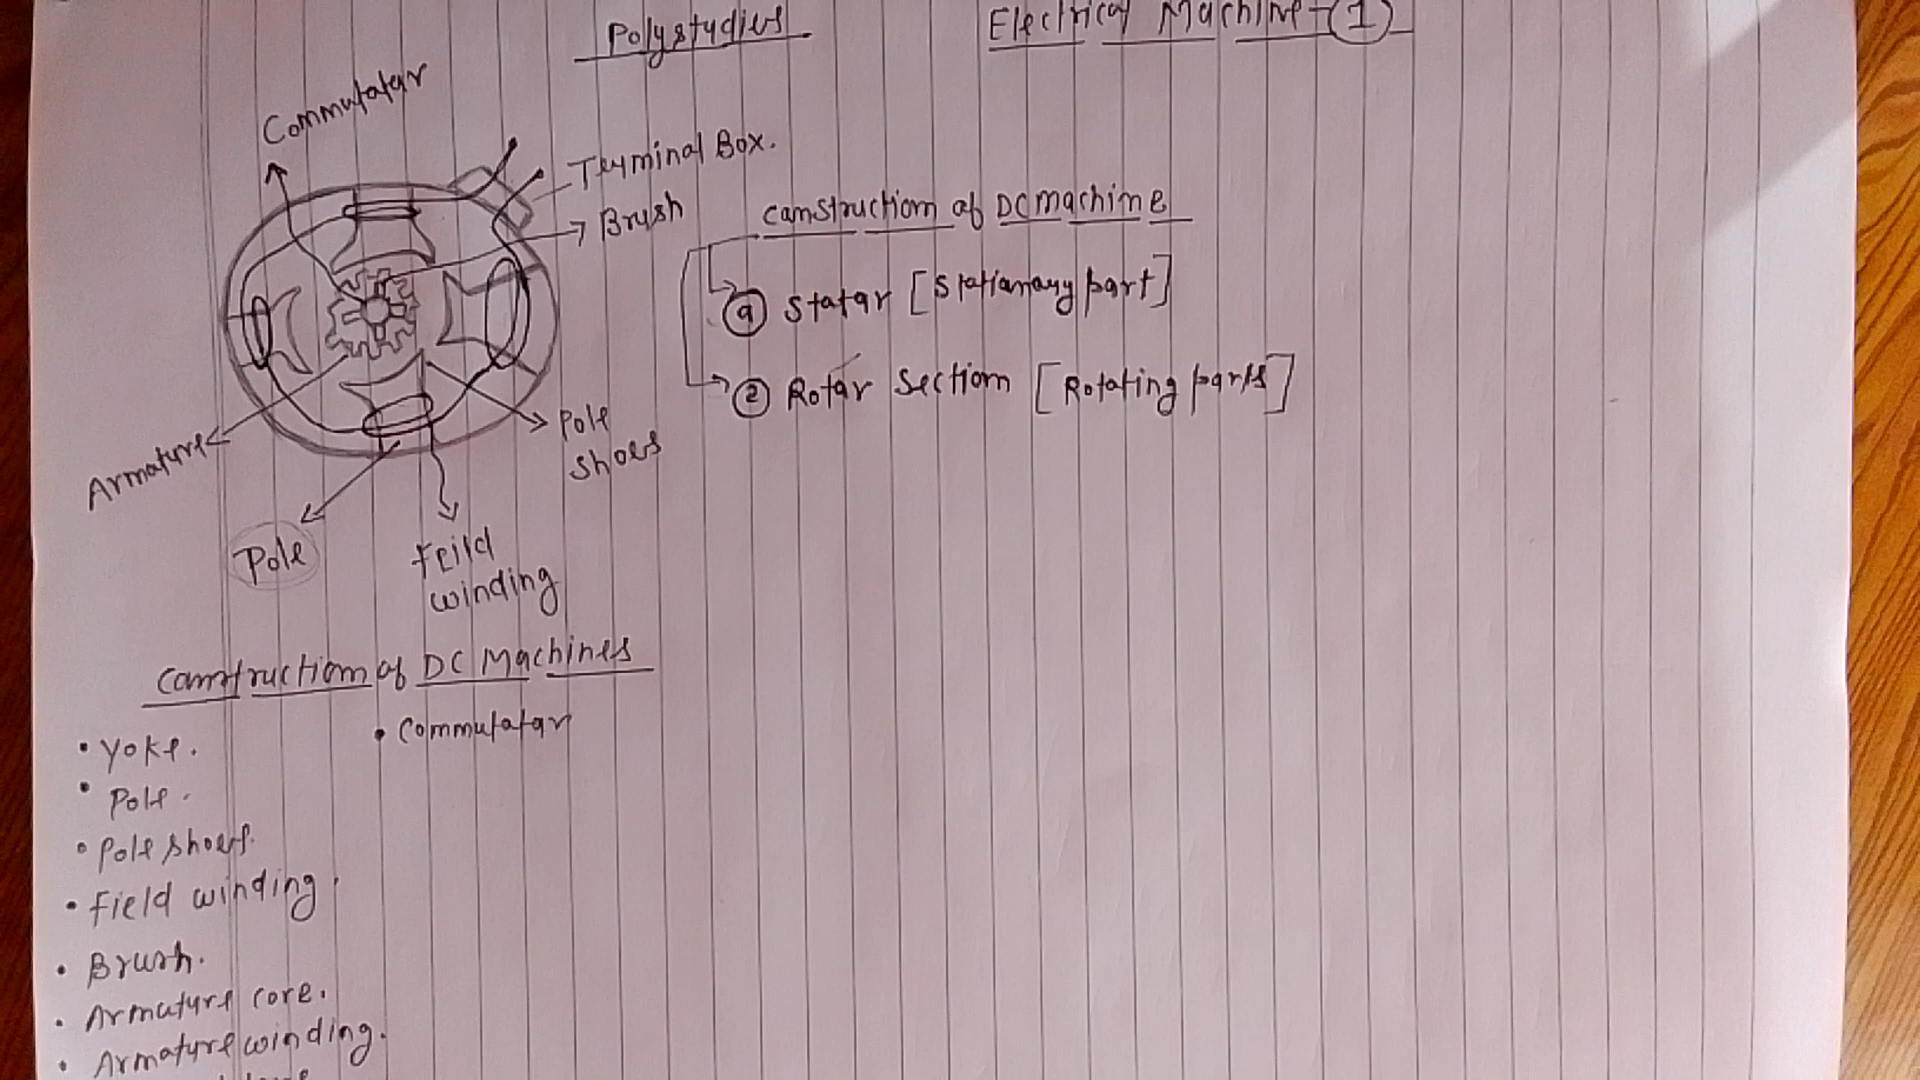 Polystudies
Electrical Machine-1
Commutator
Terminal Box.
Brush
Construction of DC machine
a Stator [Stationary part]
2 Rotor Section [Rotating parts]
Armature
Pole shoes
Pole
Feild winding
Construction of DC Machines
• Yoke.
• Commutator
• Pole.
• Pole shoes.
• Field winding.
• Brush.
• Armature core.
• Armature winding.